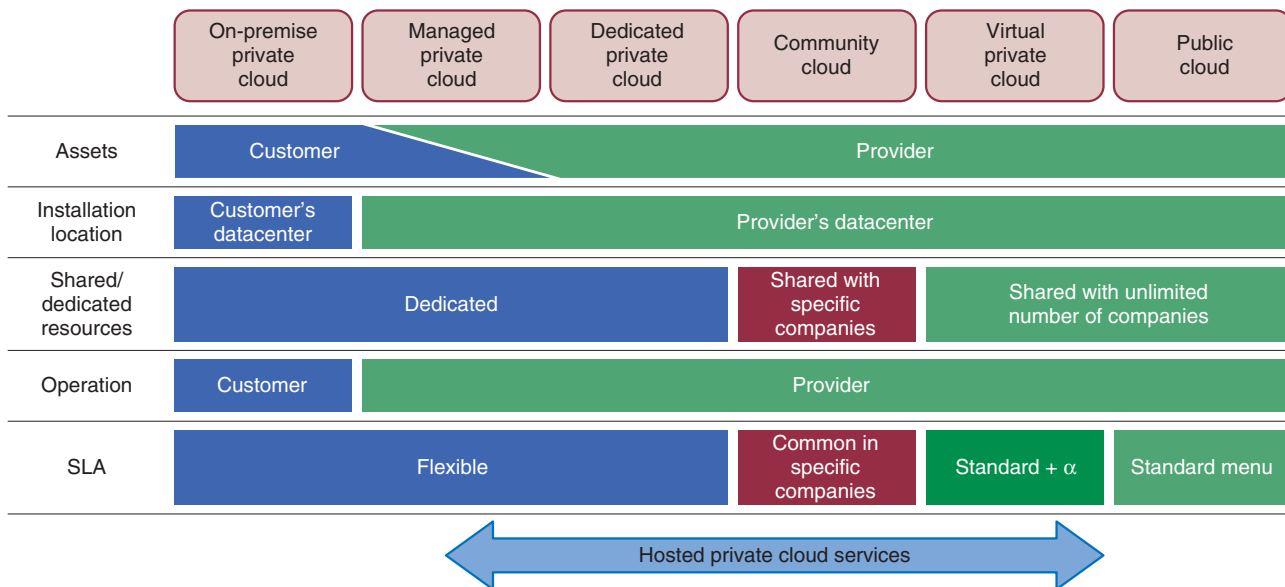 On-premise
private
cloud
Managed
private
cloud
Dedicated
private
cloud
Community
cloud
Virtual
private
cloud
Public
cloud
Assets
Customer
Provider
Installation
location
Customer's
datacenter
Provider's datacenter
Shared/
dedicated
resources
Dedicated
Shared with
specific
companies
Shared with unlimited
number of companies
Operation
Customer
Provider
SLA
Flexible
Common in
specific
companies
Standard + α
Standard menu
Hosted private cloud services